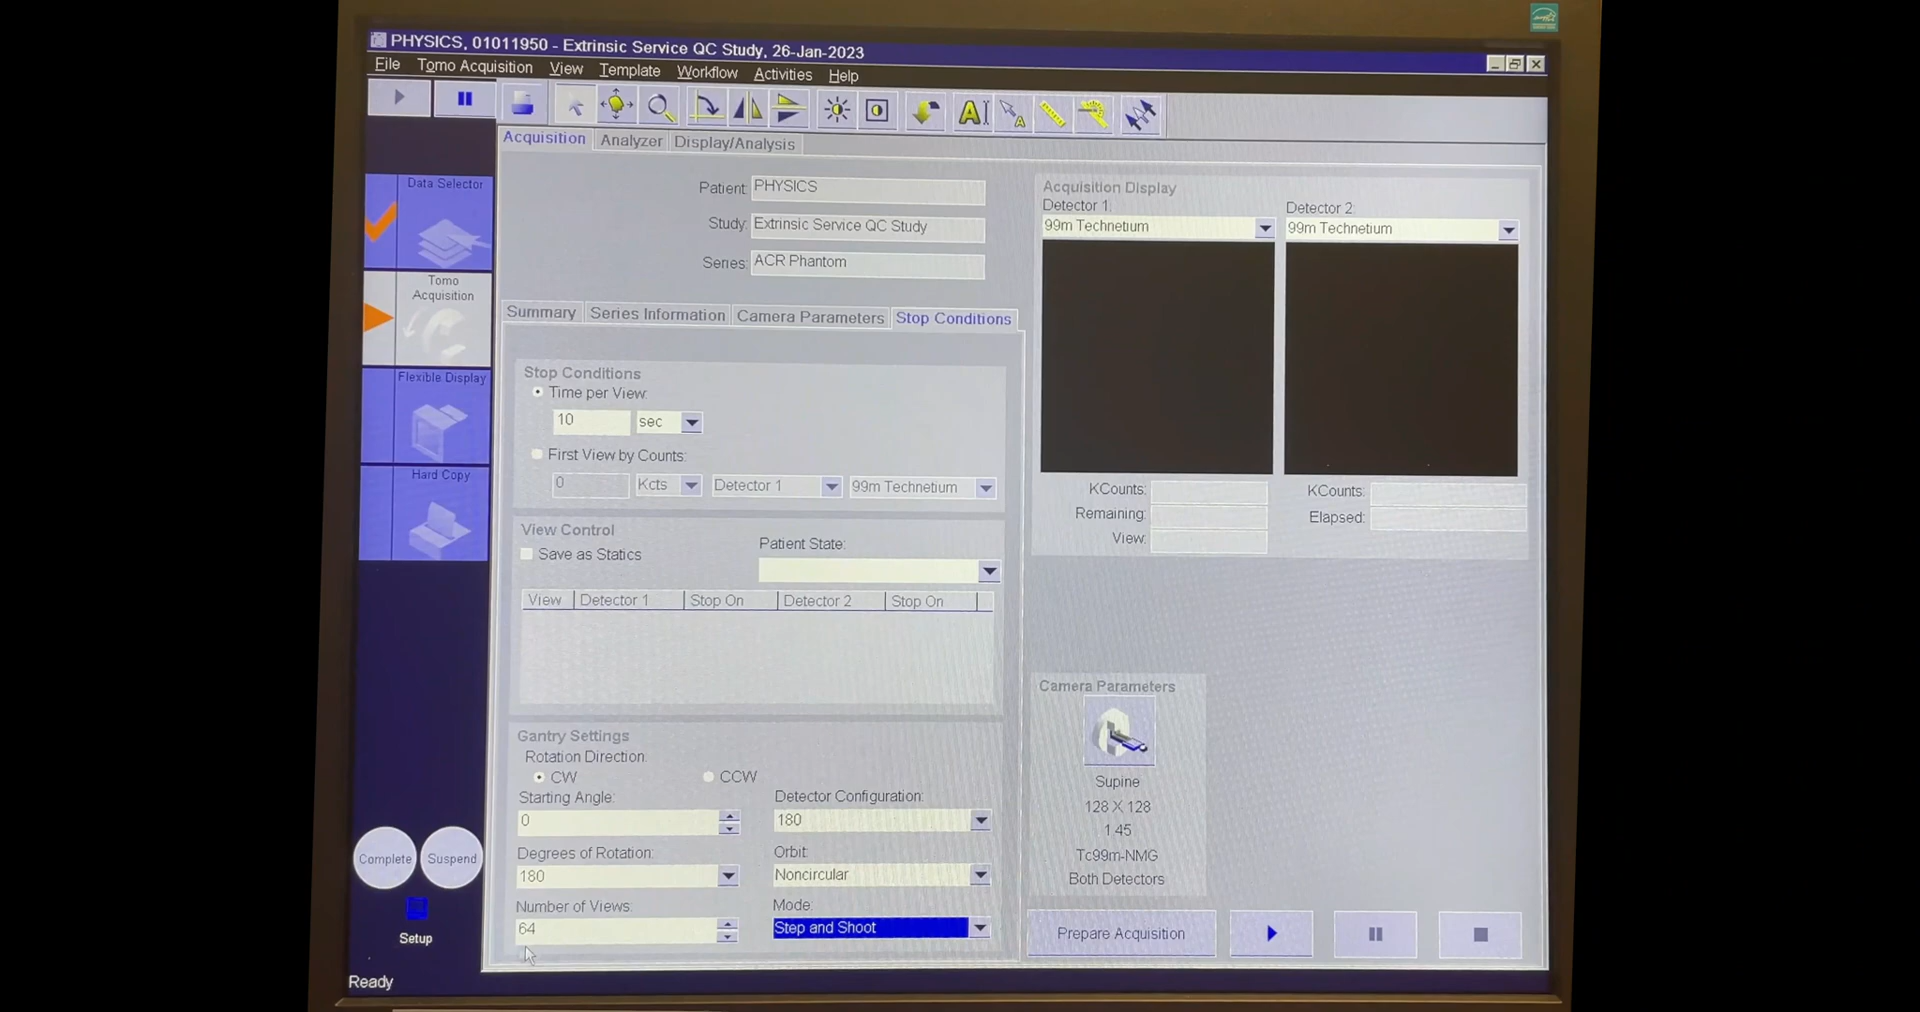 PHYSICS, 01011950 - Extrinsic Service QC Study, 26-Jan-2023
File Tomo Acquisition View Template Workflow Activities Help
Acquisition Analyzer Display/Analysis
Data Selector
Tomo
Acquisition
Flexible Display
Hard Copy
Complete Suspend
Setup
Ready
Patient: PHYSICS
Study: Extrinsic Service QC Study
Series: ACR Phantom
Summary Series Information Camera Parameters Stop Conditions
Stop Conditions
Time per View:
10 sec
First View by Counts:
0 Kcts Detector 1 99m Technetium
View Control
Save as Statics
Patient State:
View Detector 1 Stop On Detector 2 Stop On
Gantry Settings
Rotation Direction
CW CCW
Starting Angle: Detector Configuration:
0 180
Degrees of Rotation: Orbit:
180 Noncircular
Number of Views: Mode:
64 Step and Shoot
Acquisition Display
Detector 1: Detector 2:
99m Technetium 99m Technetium
KCounts: KCounts:
Remaining: Elapsed:
View:
Camera Parameters
Supine
128 X 128
1.45
Tc99m-NMG
Both Detectors
Prepare Acquisition